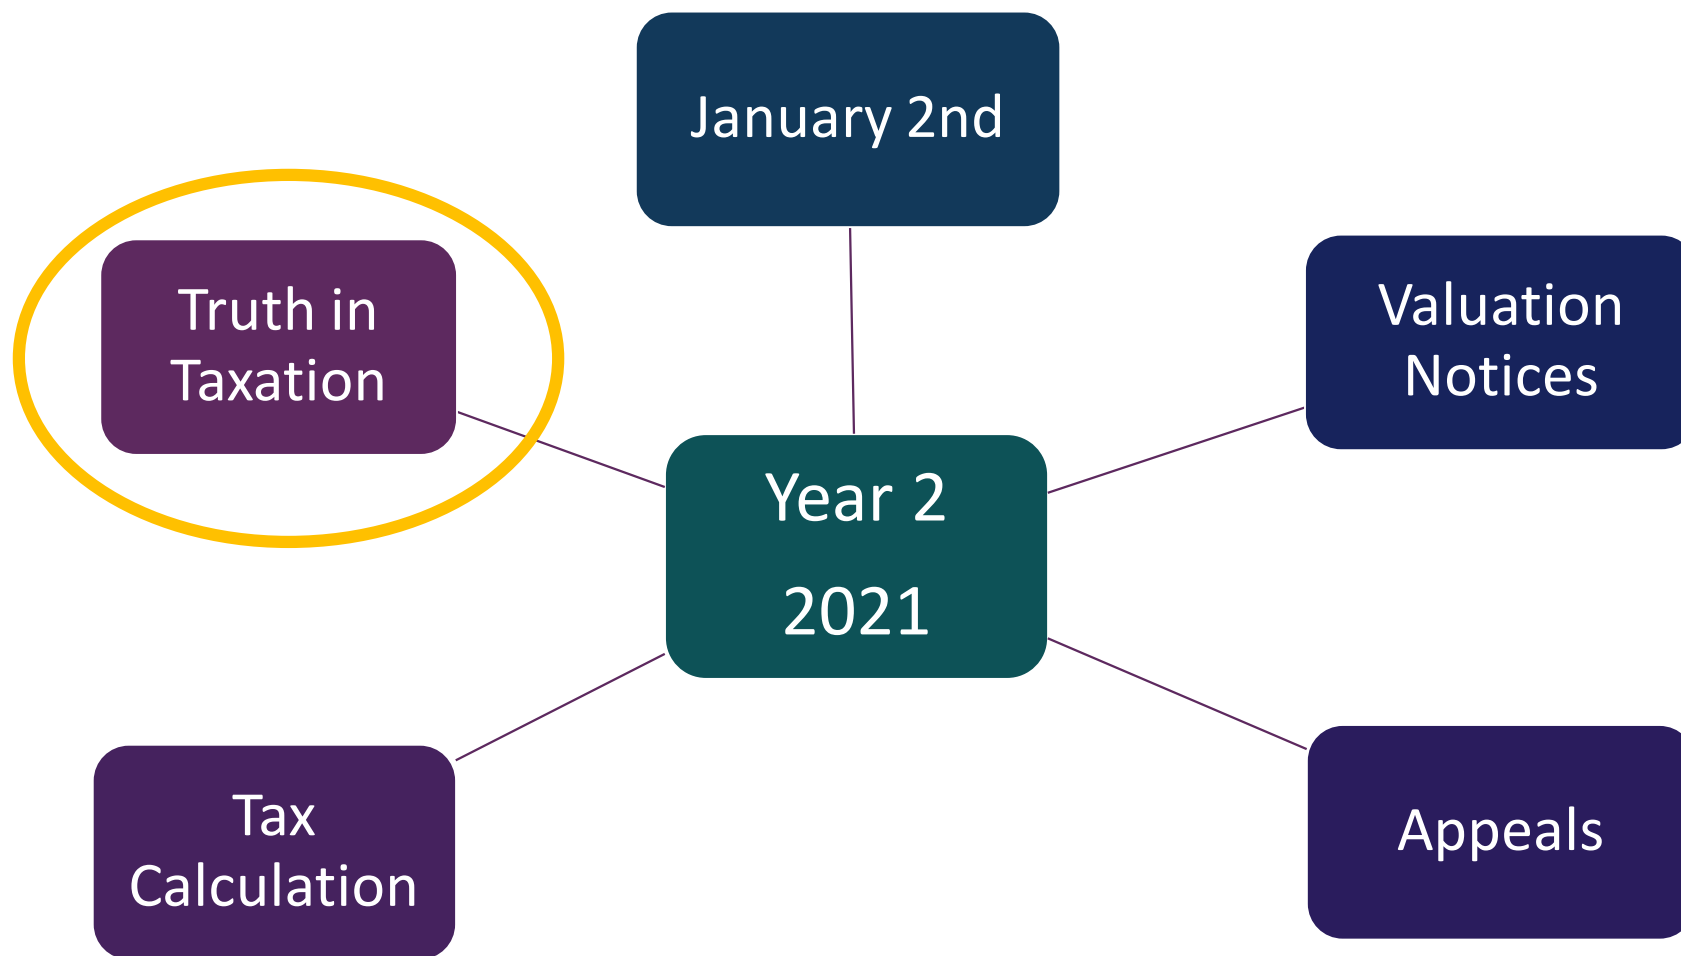 January 2nd
Truth in
Taxation
Valuation
Notices
Year 2
2021
Tax
Calculation
Appeals